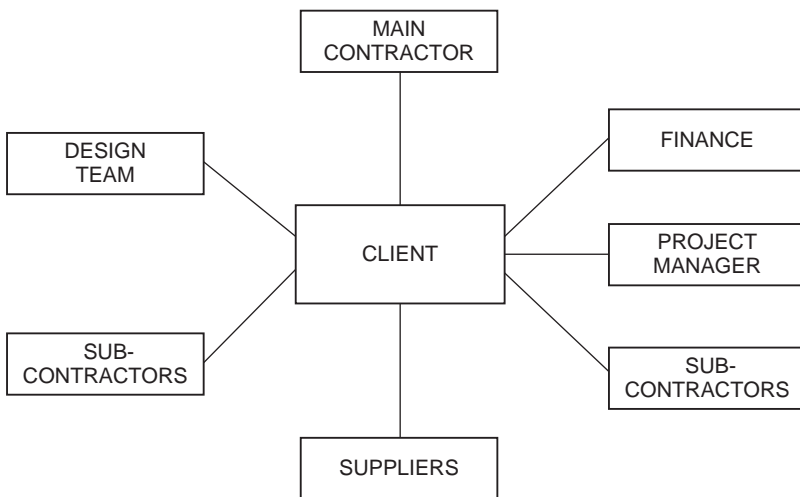 MAIN
CONTRACTOR
DESIGN
TEAM
FINANCE
CLIENT
PROJECT
MANAGER
SUB-
CONTRACTORS
SUB-
CONTRACTORS
SUPPLIERS